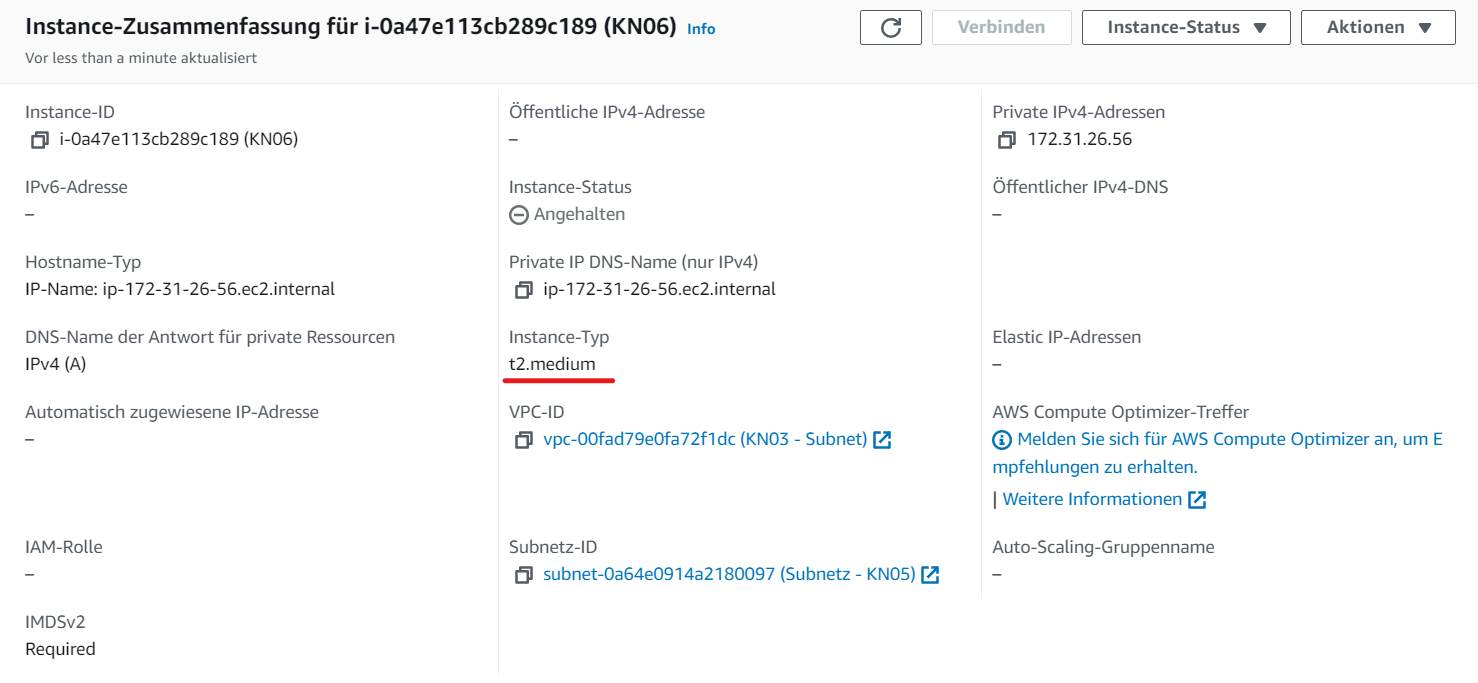 Instance-Zusammenfassung für i-0a47e113cb289c189 (KN06) Info
Vor less than a minute aktualisiert
Verbinden
Instance-Status
Aktionen
Instance-ID
i-0a47e113cb289c189 (KN06)
Öffentliche IPv4-Adresse
–
Private IPv4-Adressen
172.31.26.56
IPv6-Adresse
–
Instance-Status
Angehalten
Öffentlicher IPv4-DNS
–
Hostname-Typ
IP-Name: ip-172-31-26-56.ec2.internal
Private IP DNS-Name (nur IPv4)
ip-172-31-26-56.ec2.internal
DNS-Name der Antwort für private Ressourcen
IPv4 (A)
Instance-Typ
t2.medium
Elastic IP-Adressen
–
Automatisch zugewiesene IP-Adresse
–
VPC-ID
vpc-00fad79e0fa72f1dc (KN03 - Subnet)
AWS Compute Optimizer-Treffer
Melden Sie sich für AWS Compute Optimizer an, um E
mpfehlungen zu erhalten.
| Weitere Informationen
IAM-Rolle
–
Subnetz-ID
subnet-0a64e0914a2180097 (Subnetz - KN05)
Auto-Scaling-Gruppenname
–
IMDSv2
Required